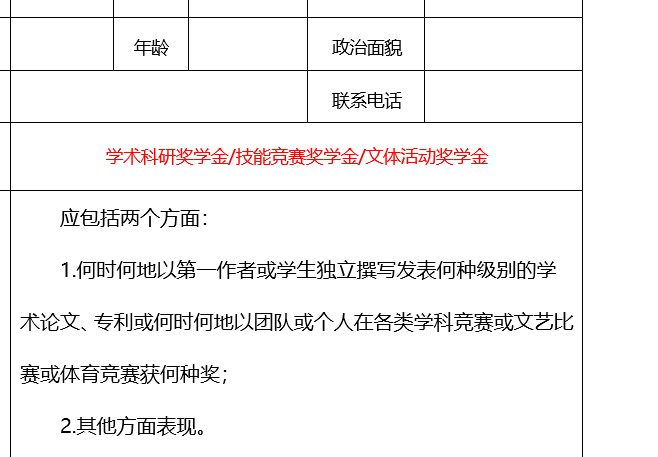 年龄 政治面貌
联系电话
学术科研奖学金/技能竞赛奖学金/文体活动奖学金
应包括两个方面：
1.何时何地以第一作者或学生独立撰写发表何种级别的学
术论文、专利或何时何地以团队或个人在各类学科竞赛或文艺比
赛或体育竞赛获何种奖；
2.其他方面表现。